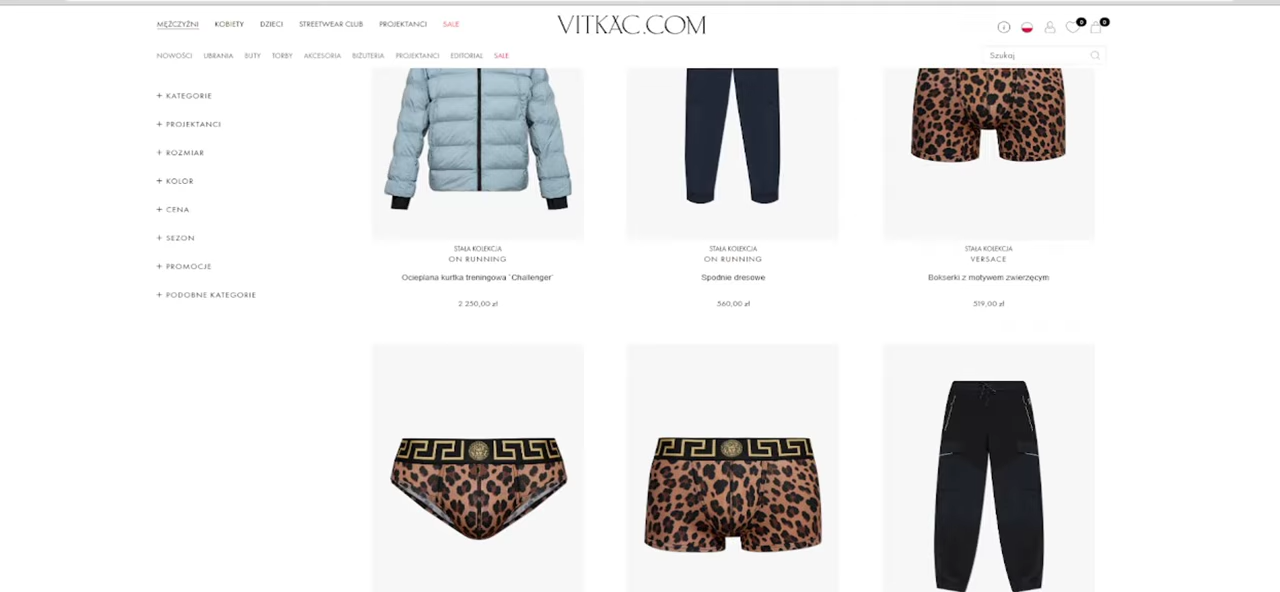 MĘŻCZYŹNI KOBIETY DZIECI STREETWEAR CLUB PROJEKTANCI SALE
VITKAC.COM
0 0
NOWOŚCI UBRANIA BUTY TORBY AKCESORIA BIŻUTERIA PROJEKTANCI EDITORIAL SALE
Szukaj
+ KATEGORIE
+ PROJEKTANCI
+ ROZMIAR
+ KOLOR
+ CENA
+ SEZON
+ PROMOCJE
+ PODOBNE KATEGORIE
STAŁA KOLEKCJA
ON RUNNING
Ocieplana kurtka treningowa `Challenger`
2 250,00 zł
STAŁA KOLEKCJA
ON RUNNING
Spodnie dresowe
560,00 zł
STAŁA KOLEKCJA
VERSACE
Bokserki z motywem zwierzęcym
519,00 zł